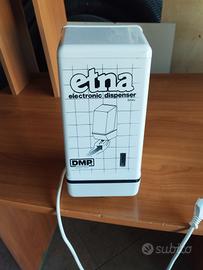 etna
electronic dispenser
DMP
subito